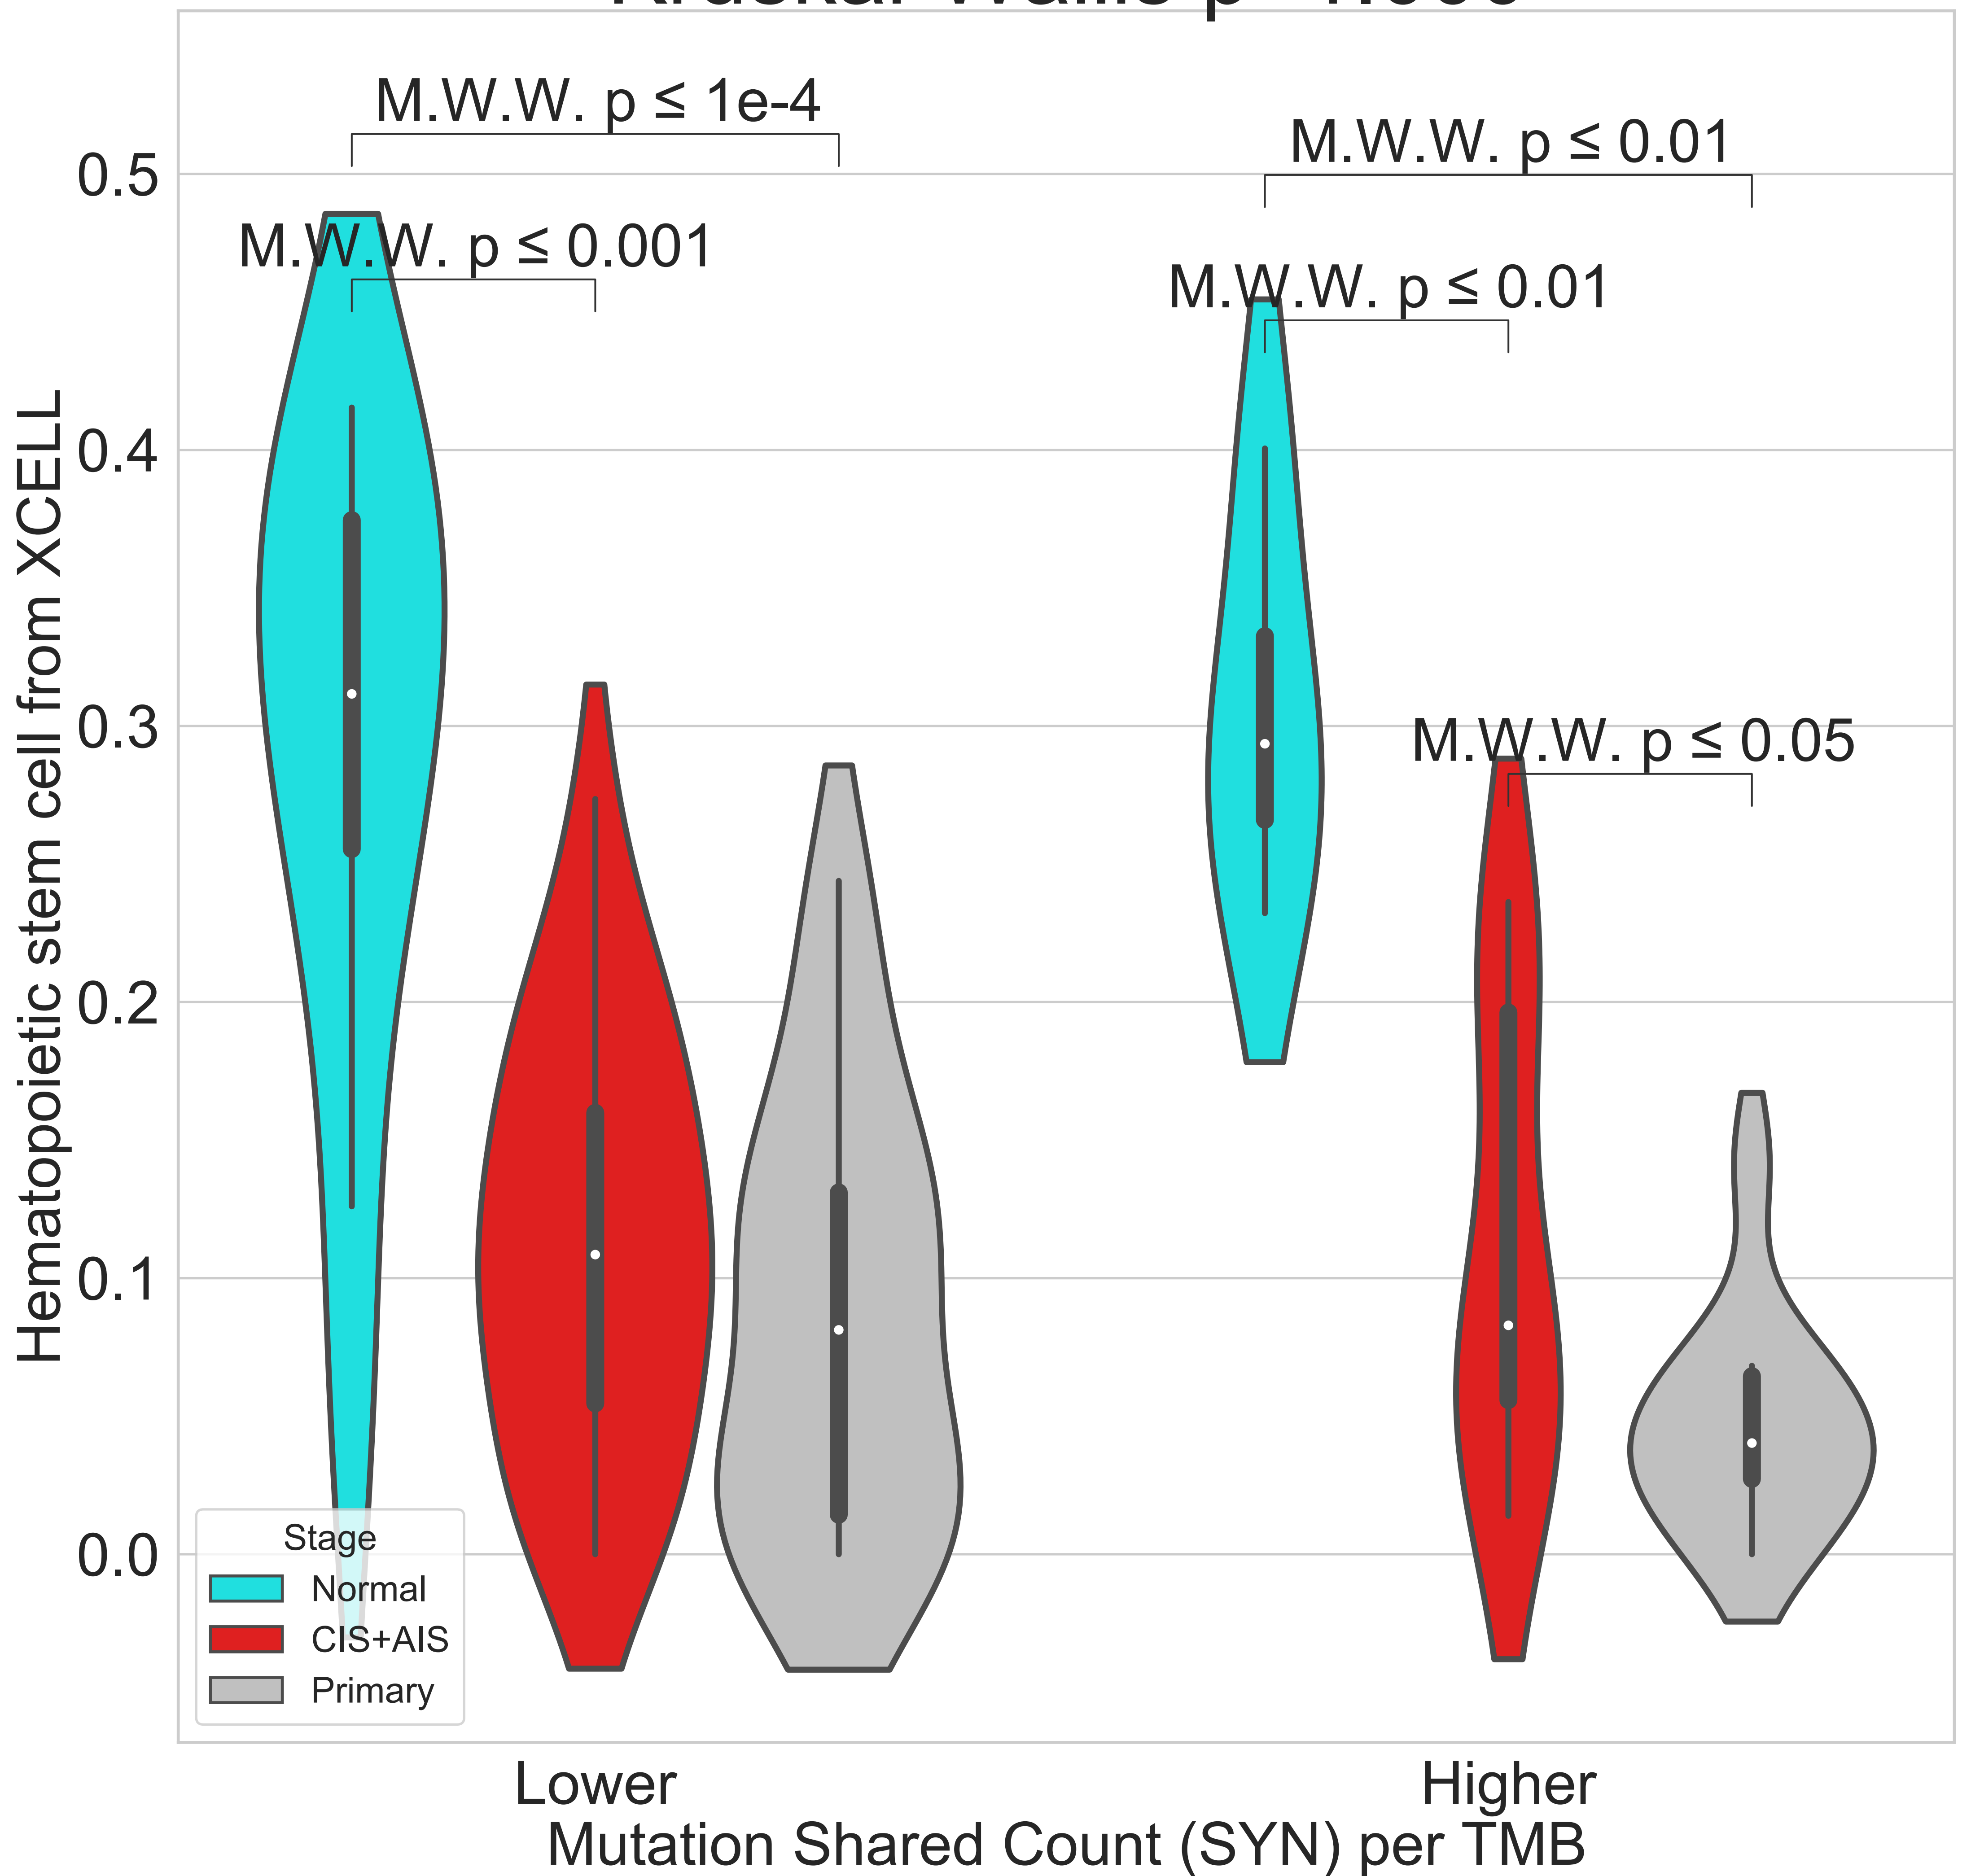 M.W.W. p ≤ 1e-4
M.W.W. p ≤ 0.01
M.W.W. p ≤ 0.001
M.W.W. p ≤ 0.01
M.W.W. p ≤ 0.05
Hematopoietic stem cell from XCELL
0.5
0.4
0.3
0.2
0.1
0.0
Stage
Normal
CIS+AIS
Primary
Lower
Higher
Mutation Shared Count (SYN) per TMB